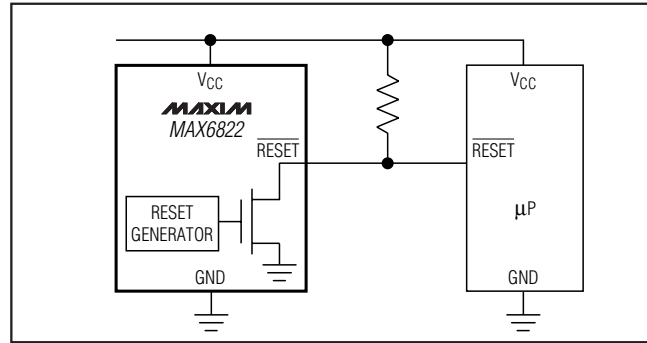 VCC
VCC
MAXIM
MAX6822
RESET
RESET
RESET
GENERATOR
µP
GND
GND